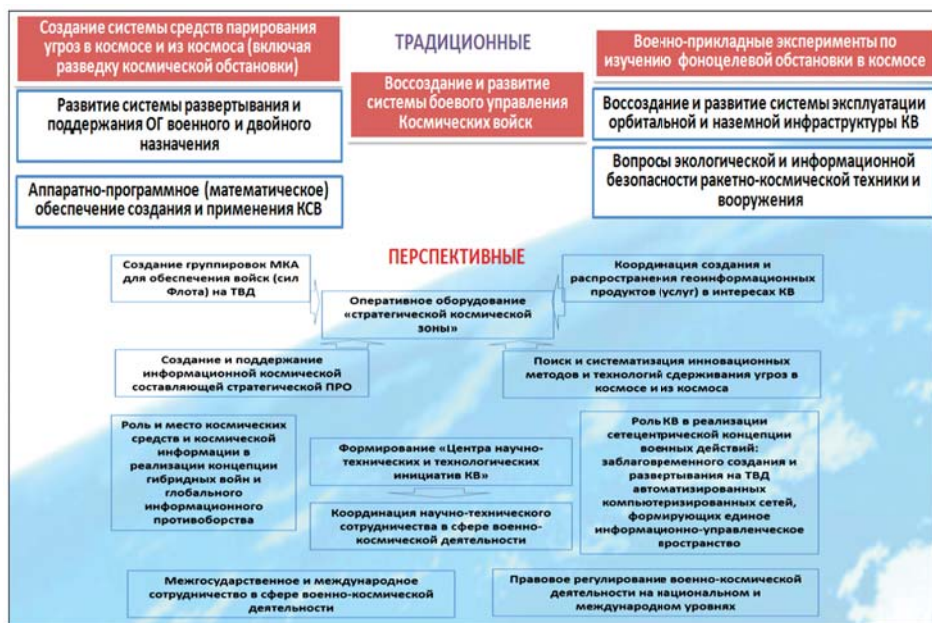 Создание системы средств парирования
угроз в космосе и из космоса (включая
разведку космической обстановки)
Развитие системы развертывания и
поддержания ОГ военного и двойного
назначения
Аппаратно-программное (математическое)
обеспечение создания и применения КСВ
ТРАДИЦИОННЫЕ
Воссоздание и развитие
системы боевого управления
Космических войск
Военно-прикладные эксперименты по
изучению фоноцелевой обстановки в космосе
Воссоздание и развитие системы эксплуатации
орбитальной и наземной инфраструктуры КВ
Вопросы экологической и информационной
безопасности ракетно-космической техники и
вооружения
ПЕРСПЕКТИВНЫЕ
Создание группировок МКА
для обеспечения войск (сил
Флота) на ТВД
Оперативное оборудование
«стратегической космической
зоны»
Координация создания и
распространения геоинформационных
продуктов (услуг) в интересах КВ
Создание и поддержание
информационной космической
составляющей стратегической ПРО
Поиск и систематизация инновационных
методов и технологий сдерживания угроз в
космосе и из космоса
Роль и место космических
средств и космической
информации в
реализации концепции
гибридных войн и
глобального
информационного
противоборства
Формирование «Центра научно-
технических и технологических
инициатив КВ»
Координация научно-технического
сотрудничества в сфере военно-
космической деятельности
Роль КВ в реализации
сетецентрической концепции
военных действий:
заблаговременного создания и
развертывания на ТВД
автоматизированных
компьютеризированных сетей,
формирующих единое
информационно-управленческое
вространство
Межгосударственное и международное
сотрудничество в сфере военно-космической
деятельности
Правовое регулирование военно-космической
деятельности на национальном и
международном уровнях